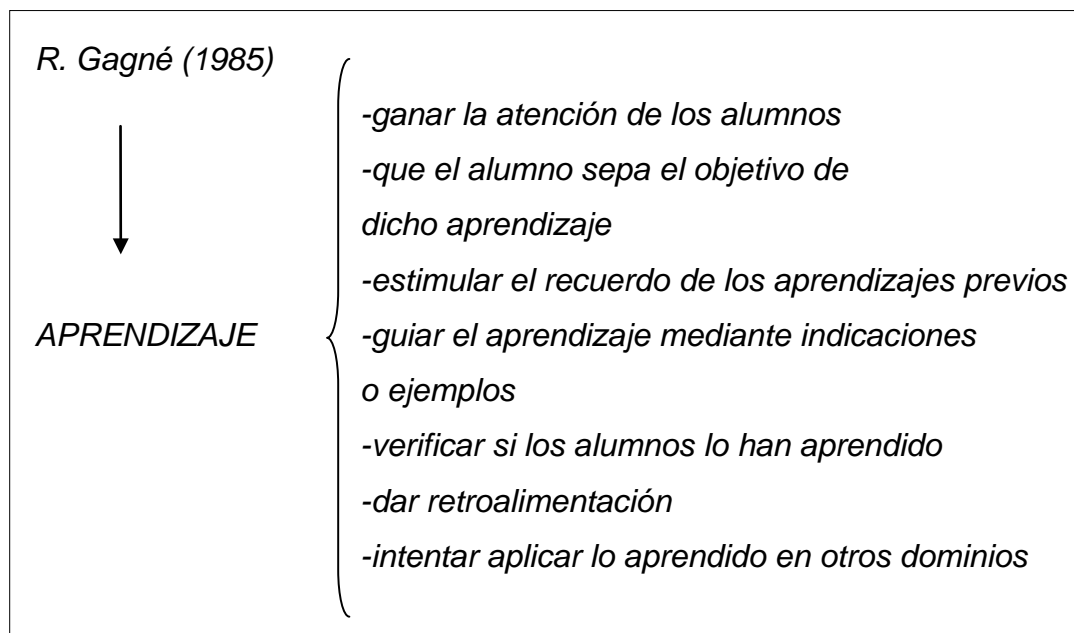 R. Gagné (1985)
-ganar la atención de los alumnos
-que el alumno sepa el objetivo de
dicho aprendizaje
-estimular el recuerdo de los aprendizajes previos
APRENDIZAJE
-guiar el aprendizaje mediante indicaciones
o ejemplos
-verificar si los alumnos lo han aprendido
-dar retroalimentación
-intentar aplicar lo aprendido en otros dominios